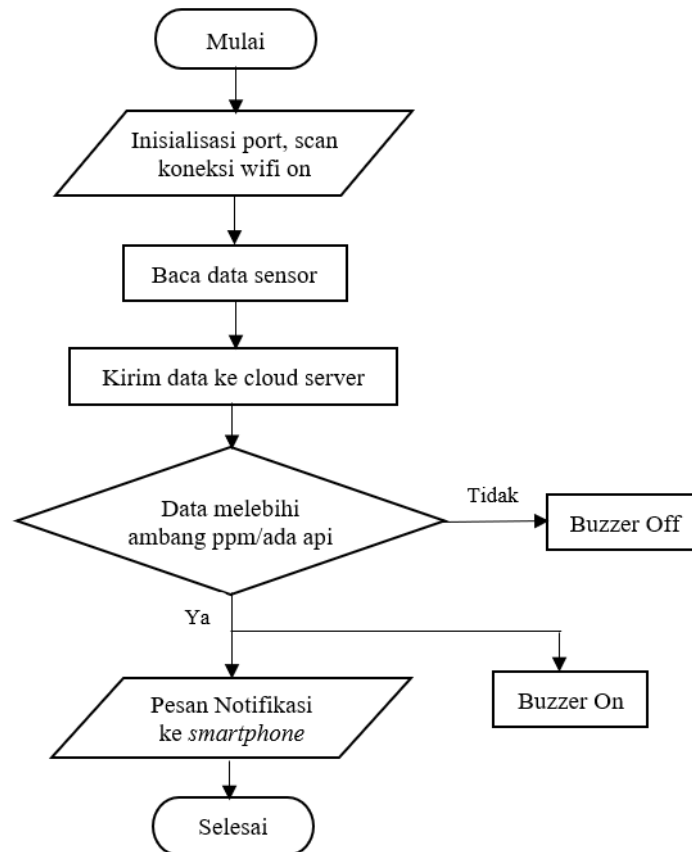 Mulai
Inisialisasi port, scan
koneksi wifi on
Baca data sensor
Kirim data ke cloud server
Data melebihi
ambang ppm/ada api
Tidak
Buzzer Off
Ya
Pesan Notifikasi
ke smartphone
Buzzer On
Selesai